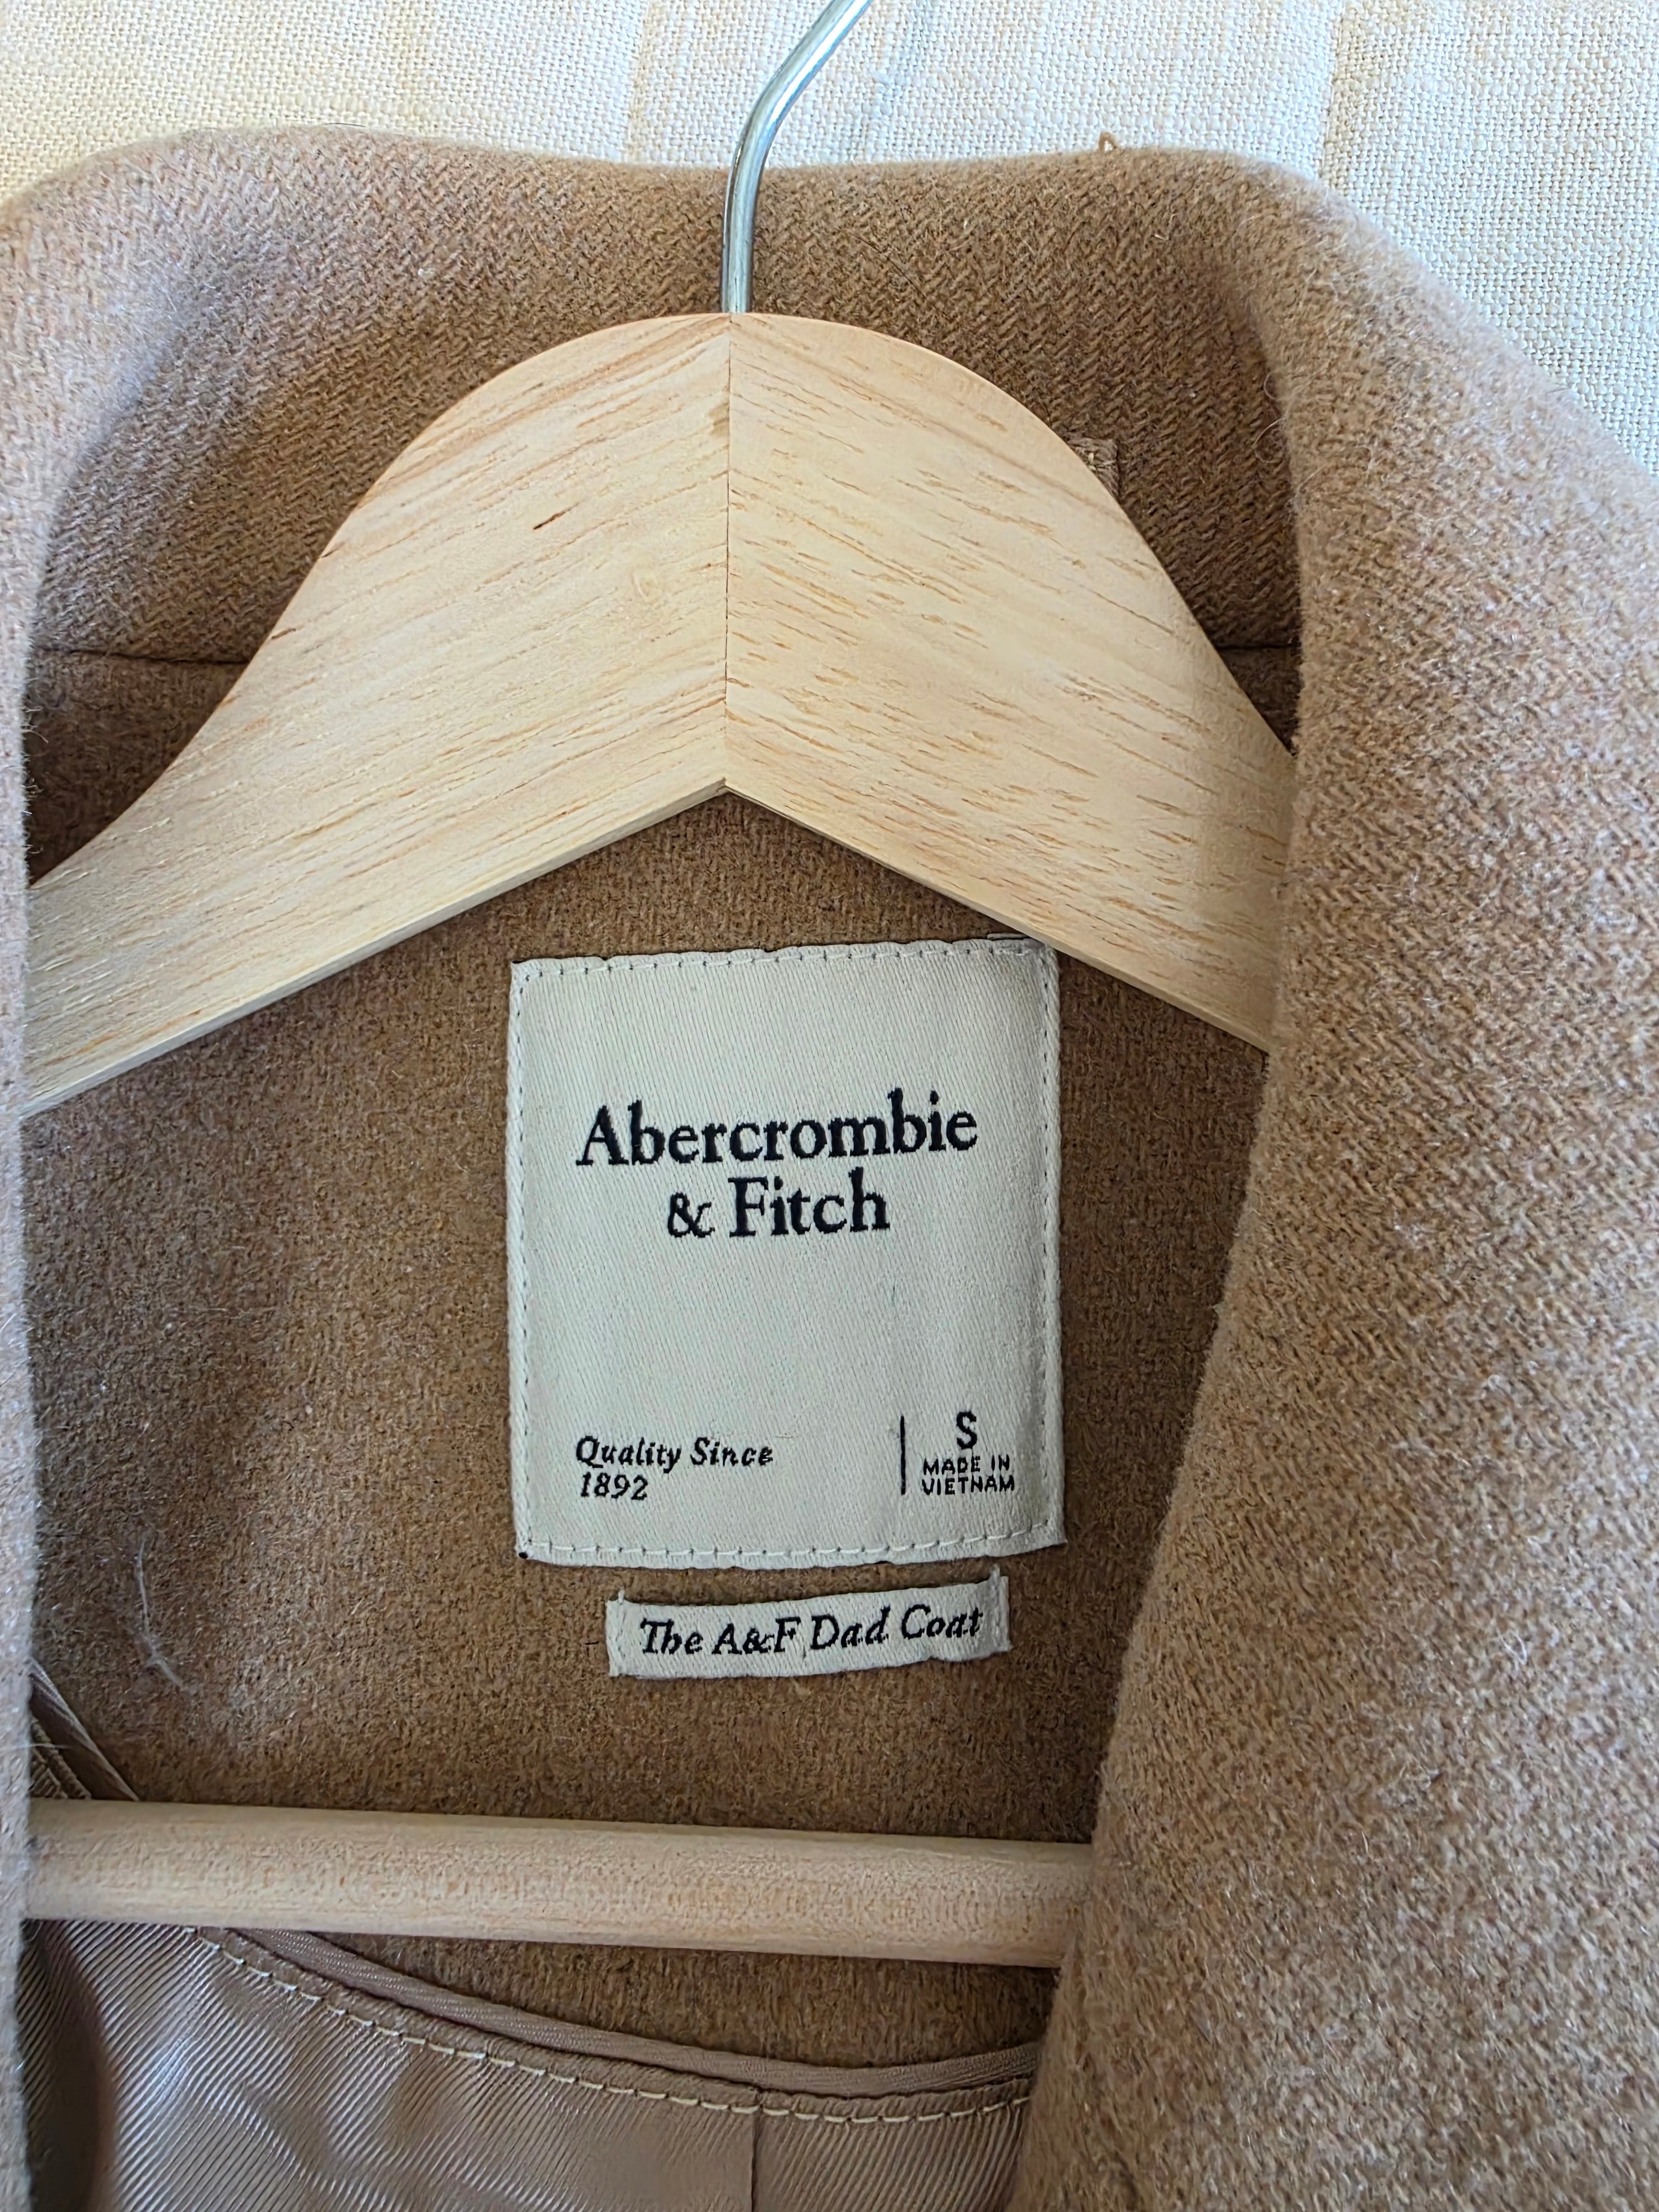 Abercrombie
& Fitch
Quality Since
1892
S
MADE IN
VIETNAM
The A&F Dad Coat